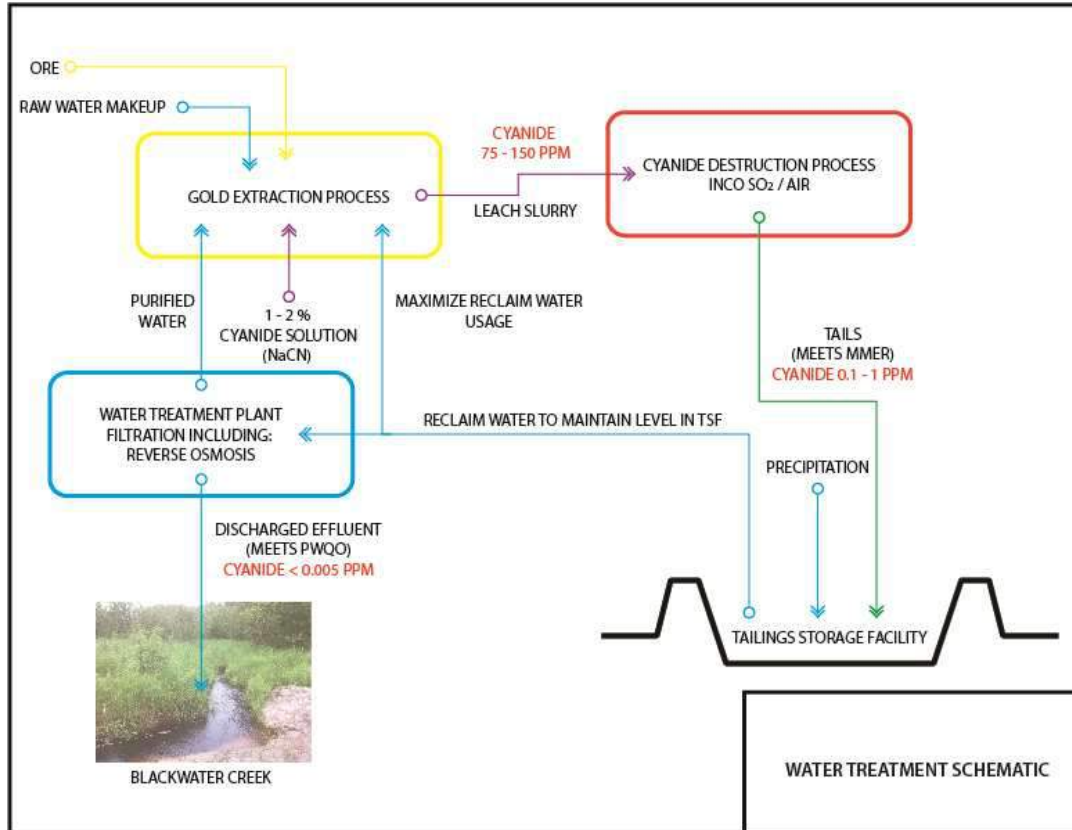 ORE
RAW WATER MAKEUP
CYANIDE
75 - 150 PPM
GOLD EXTRACTION PROCESS
LEACH SLURRY
CYANIDE DESTRUCTION PROCESS
INCO SO₂ / AIR
PURIFIED
WATER
1 - 2 %
CYANIDE SOLUTION
(NaCN)
MAXIMIZE RECLAIM WATER
USAGE
TAILS
(MEETS MMER)
CYANIDE 0.1 - 1 PPM
WATER TREATMENT PLANT
FILTRATION INCLUDING:
REVERSE OSMOSIS
RECLAIM WATER TO MAINTAIN LEVEL IN TSF
PRECIPITATION
DISCHARGED EFFLUENT
(MEETS PWQO)
CYANIDE < 0.005 PPM
TAILINGS STORAGE FACILITY
BLACKWATER CREEK
WATER TREATMENT SCHEMATIC